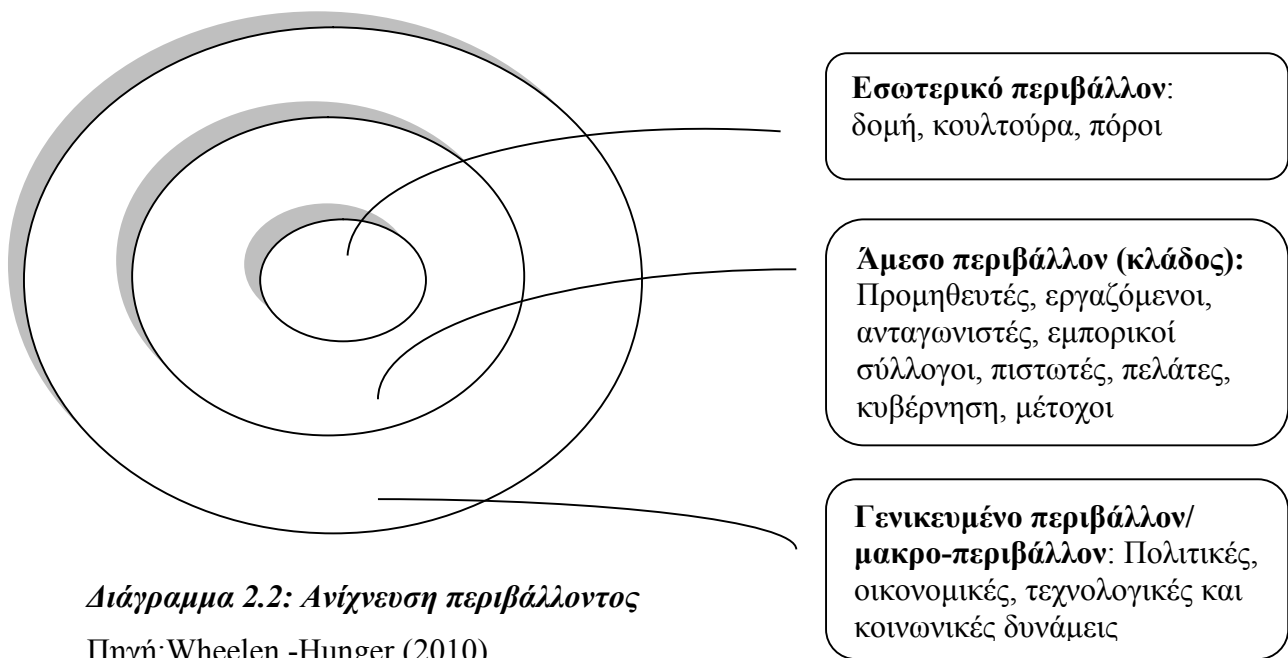 Εσωτερικό περιβάλλον:
δομή, κουλτούρα, πόροι
Άμεσο περιβάλλον (κλάδος):
Προμηθευτές, εργαζόμενοι,
ανταγωνιστές, εμπορικοί
σύλλογοι, πιστωτές, πελάτες,
κυβέρνηση, μέτοχοι
Γενικευμένο περιβάλλον/
μακρο-περιβάλλον: Πολιτικές,
οικονομικές, τεχνολογικές και
κοινωνικές δυνάμεις
Διάγραμμα 2.2: Ανίχνευση περιβάλλοντος
Πηγή:Wheelen -Hunger (2010)